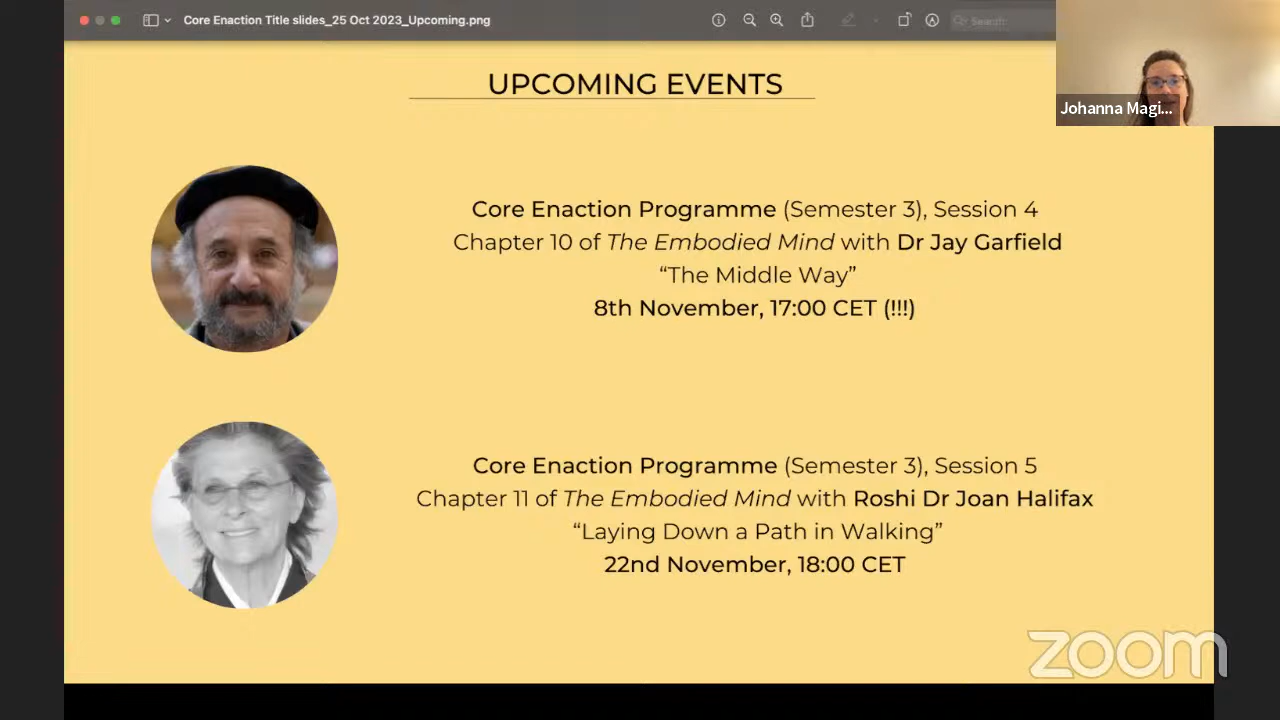 Core Enaction Title slides_25 Oct 2023_Upcoming.png
Search
Johanna Magi...
UPCOMING EVENTS
Core Enaction Programme (Semester 3), Session 4
Chapter 10 of The Embodied Mind with Dr Jay Garfield
“The Middle Way”
8th November, 17:00 CET (!!!)
Core Enaction Programme (Semester 3), Session 5
Chapter 11 of The Embodied Mind with Roshi Dr Joan Halifax
“Laying Down a Path in Walking”
22nd November, 18:00 CET
zoom